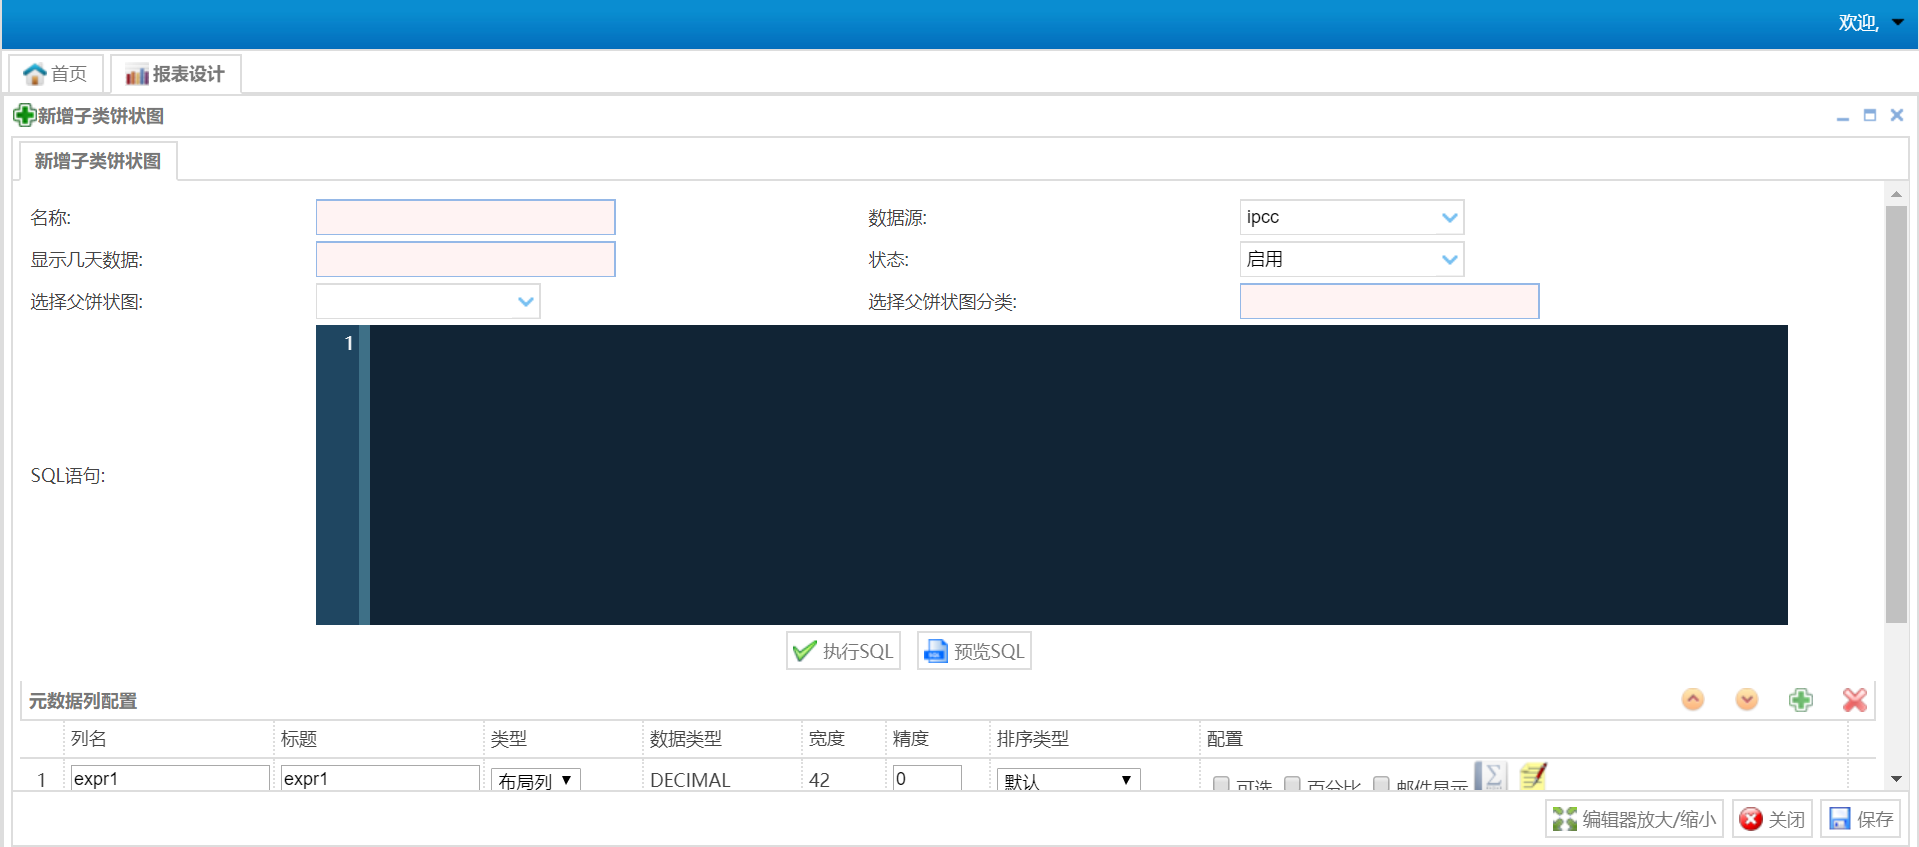 欢迎,
首页 报表设计
新增子类饼状图
新增子类饼状图
名称: 数据源: ipcc
显示几天数据: 状态: 启用
选择父饼状图: 选择父饼状图分类:
1
SQL语句:
执行SQL 预览SQL
元数据列配置
列名 标题 类型 数据类型 宽度 精度 排序类型 配置
1 expr1 expr1 布局列 DECIMAL 42 0 默认 可选 百分比 邮件显示
编辑器放大/缩小 关闭 保存